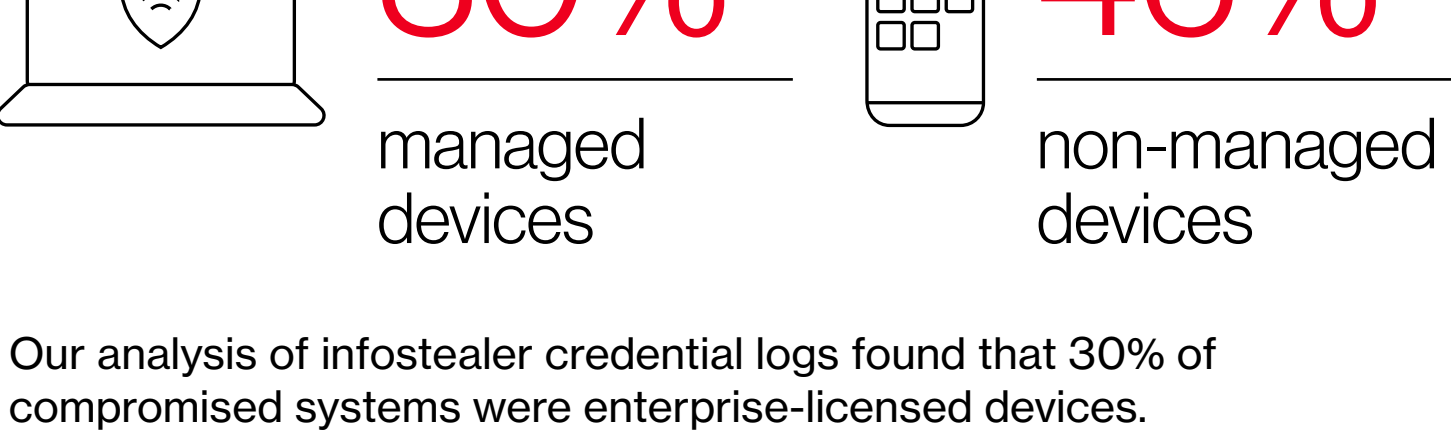 managed
devices
non-managed
devices
Our analysis of infostealer credential logs found that 30% of
compromised systems were enterprise-licensed devices.